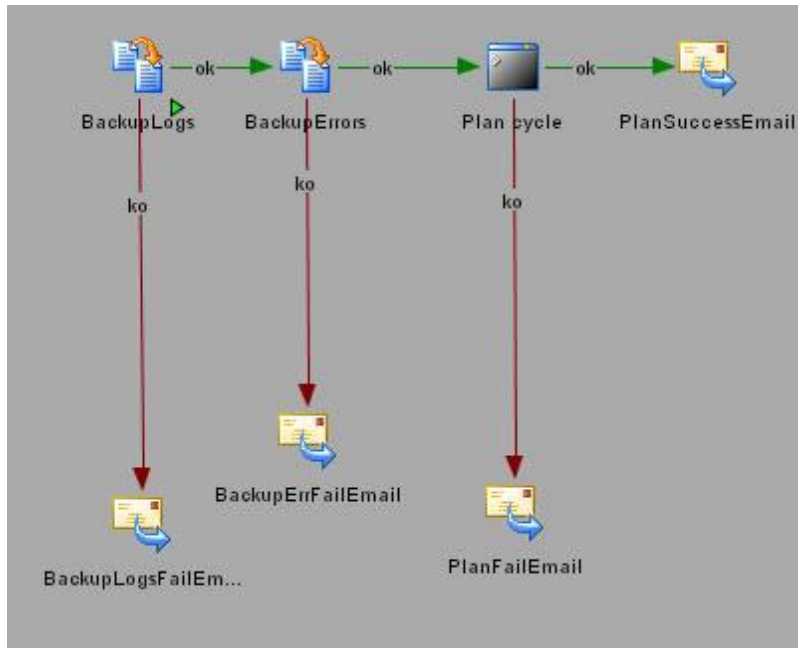 ok
ok
ok
BackupLogs
BackupErrors
Plan cycle
PlanSuccessEmail
ko
ko
ko
BackupErrFailEmail
BackupLogsFailEm...
PlanFailEmail